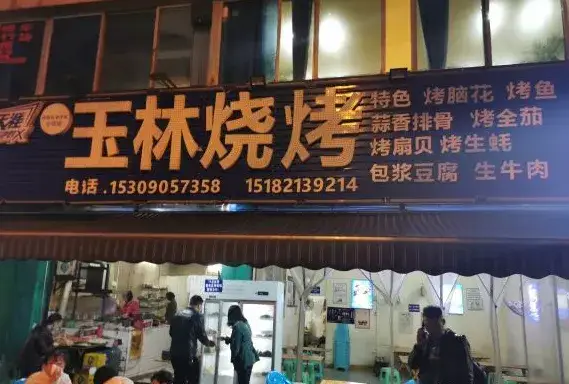 玉林烧烤
电话 .15309057358 15182139214
特色 烤脑花 烤鱼
蒜香排骨 烤全茄
烤扇贝 烤生蚝
包浆豆腐 生牛肉